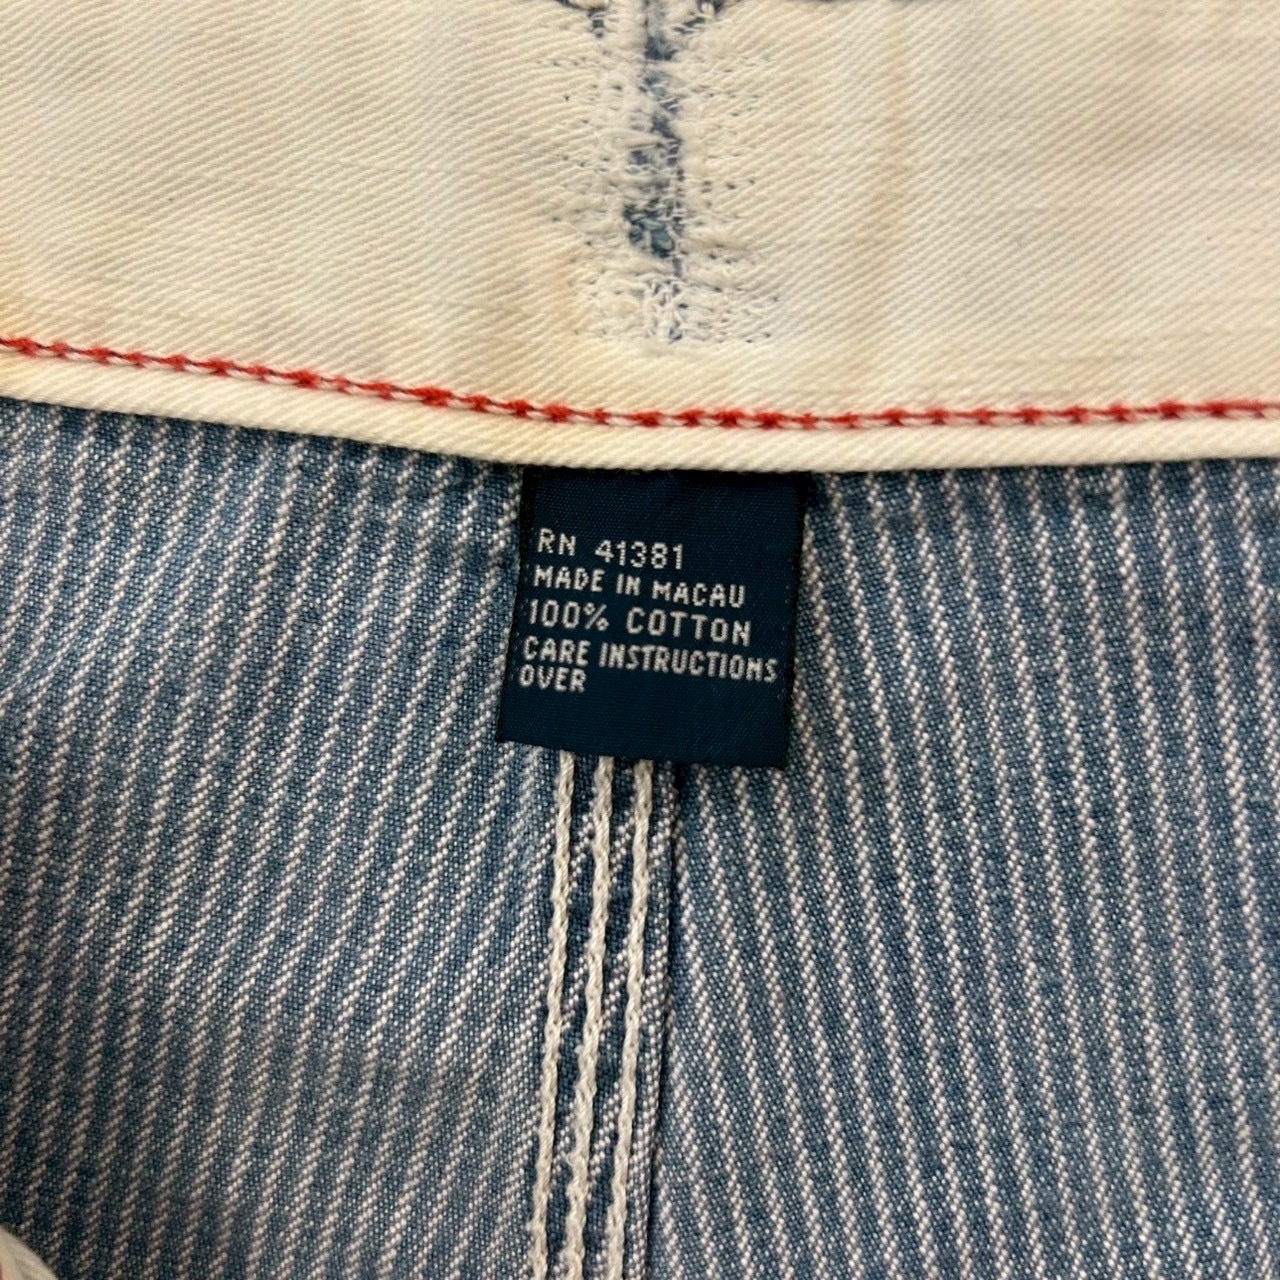 RN 41381
MADE IN MACAU
100% COTTON
CARE INSTRUCTIONS
OVER